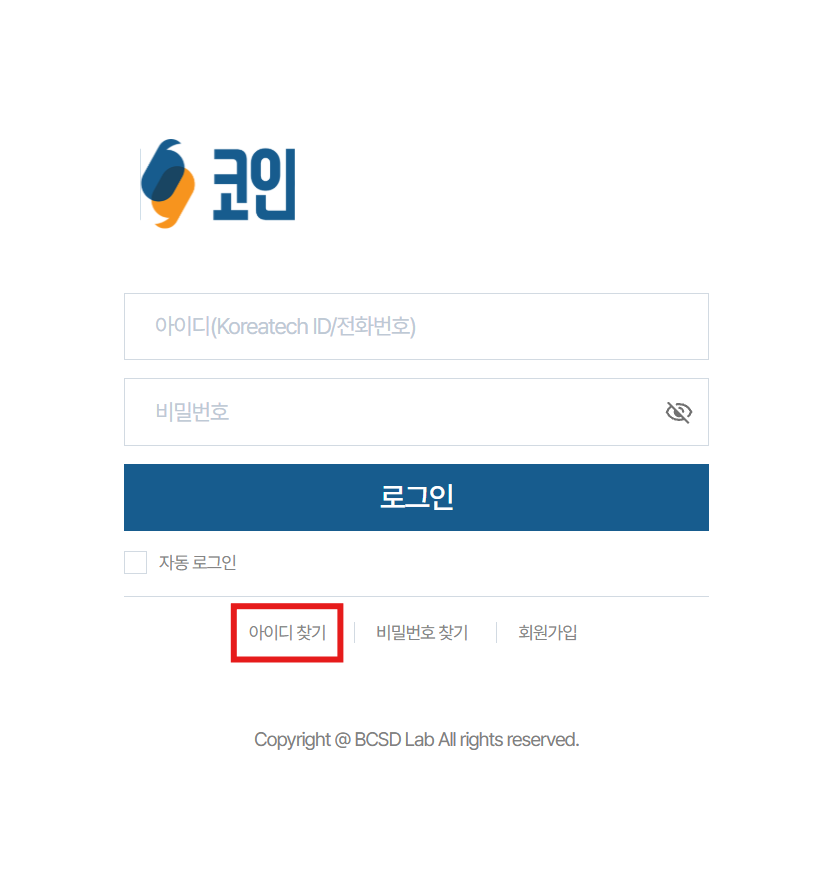 코인
아이디(Koreatech ID/전화번호)
비밀번호
로그인
자동 로그인
아이디 찾기 비밀번호 찾기 회원가입
Copyright @ BCSD Lab All rights reserved.